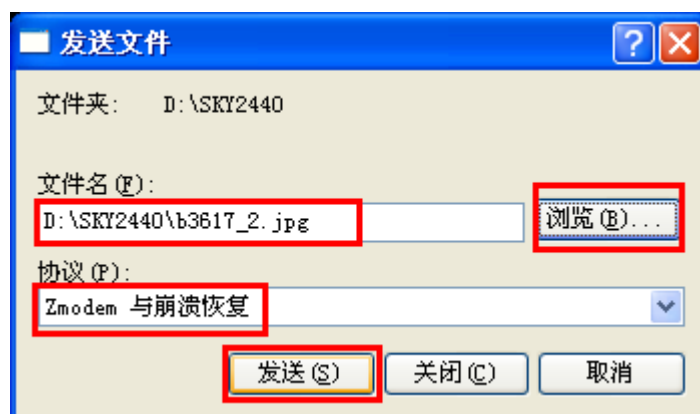 发送文件
文件夹: D:\SKY2440
文件名(F):
D:\SKY2440\b3617_2.jpg 浏览(B)...
协议(P):
Zmodem 与崩溃恢复
发送(S) 关闭(C) 取消